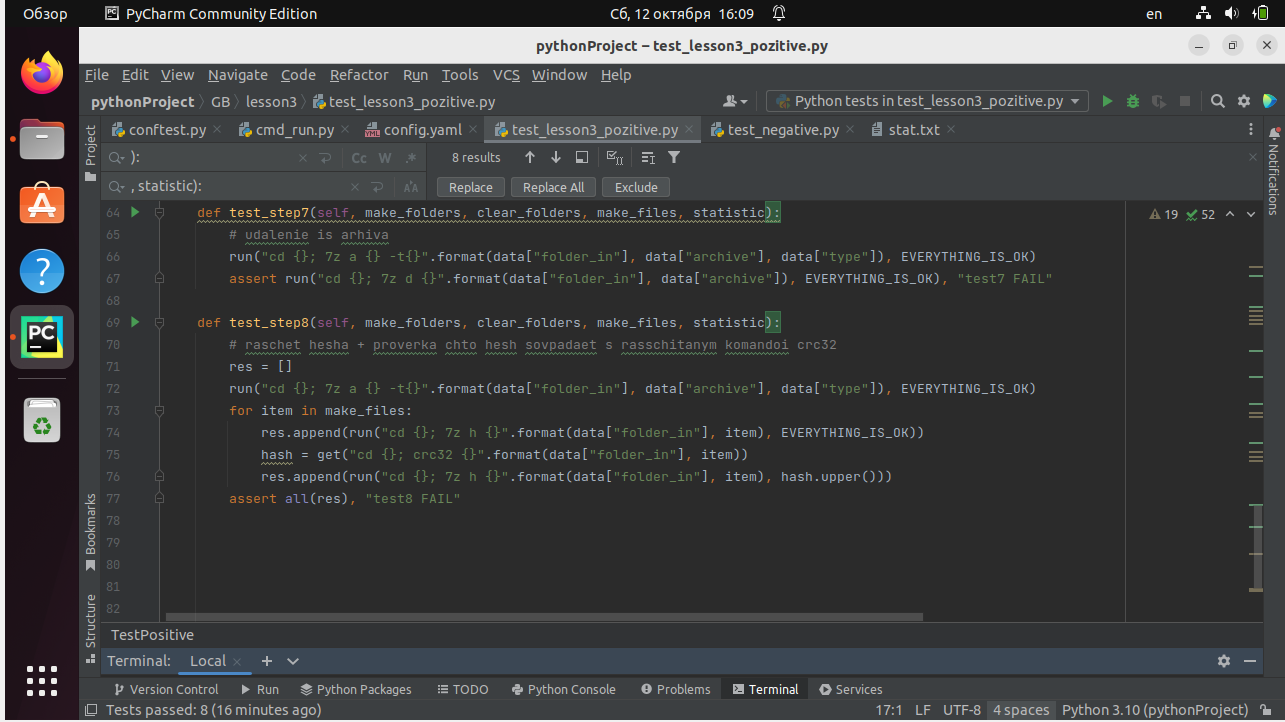 Обзор PyCharm Community Edition Сб, 12 октября 16:09 en
pythonProject – test_lesson3_pozitive.py
File Edit View Navigate Code Refactor Run Tools VCS Window Help
pythonProject GB lesson3 test_lesson3_pozitive.py Python tests in test_lesson3_pozitive.py
conftest.py cmd_run.py config.yaml test_lesson3_pozitive.py test_negative.py stat.txt
): Cc W .* 8 results
, statistic): Replace Replace All Exclude
64 def test_step7(self, make_folders, clear_folders, make_files, statistic): 19 52
65 # udalenie is arhiva
66 run("cd {}; 7z a {} -t{}".format(data["folder_in"], data["archive"], data["type"]), EVERYTHING_IS_OK)
67 assert run("cd {}; 7z d {}".format(data["folder_in"], data["archive"]), EVERYTHING_IS_OK), "test7 FAIL"
68
69 def test_step8(self, make_folders, clear_folders, make_files, statistic):
70 # raschet hesha + proverka chto hesh sovpadaet s rasschitanym komandoi crc32
71 res = []
72 run("cd {}; 7z a {} -t{}".format(data["folder_in"], data["archive"], data["type"]), EVERYTHING_IS_OK)
73 for item in make_files:
74 res.append(run("cd {}; 7z h {}".format(data["folder_in"], item), EVERYTHING_IS_OK))
75 hash = get("cd {}; crc32 {}".format(data["folder_in"], item))
76 res.append(run("cd {}; 7z h {}".format(data["folder_in"], item), hash.upper()))
77 assert all(res), "test8 FAIL"
78
79
80
81
82
Project
Bookmarks
Structure
Notifications
TestPositive
Terminal: Local
Version Control Run Python Packages TODO Python Console Problems Terminal Services
Tests passed: 8 (16 minutes ago) 17:1 LF UTF-8 4 spaces Python 3.10 (pythonProject)